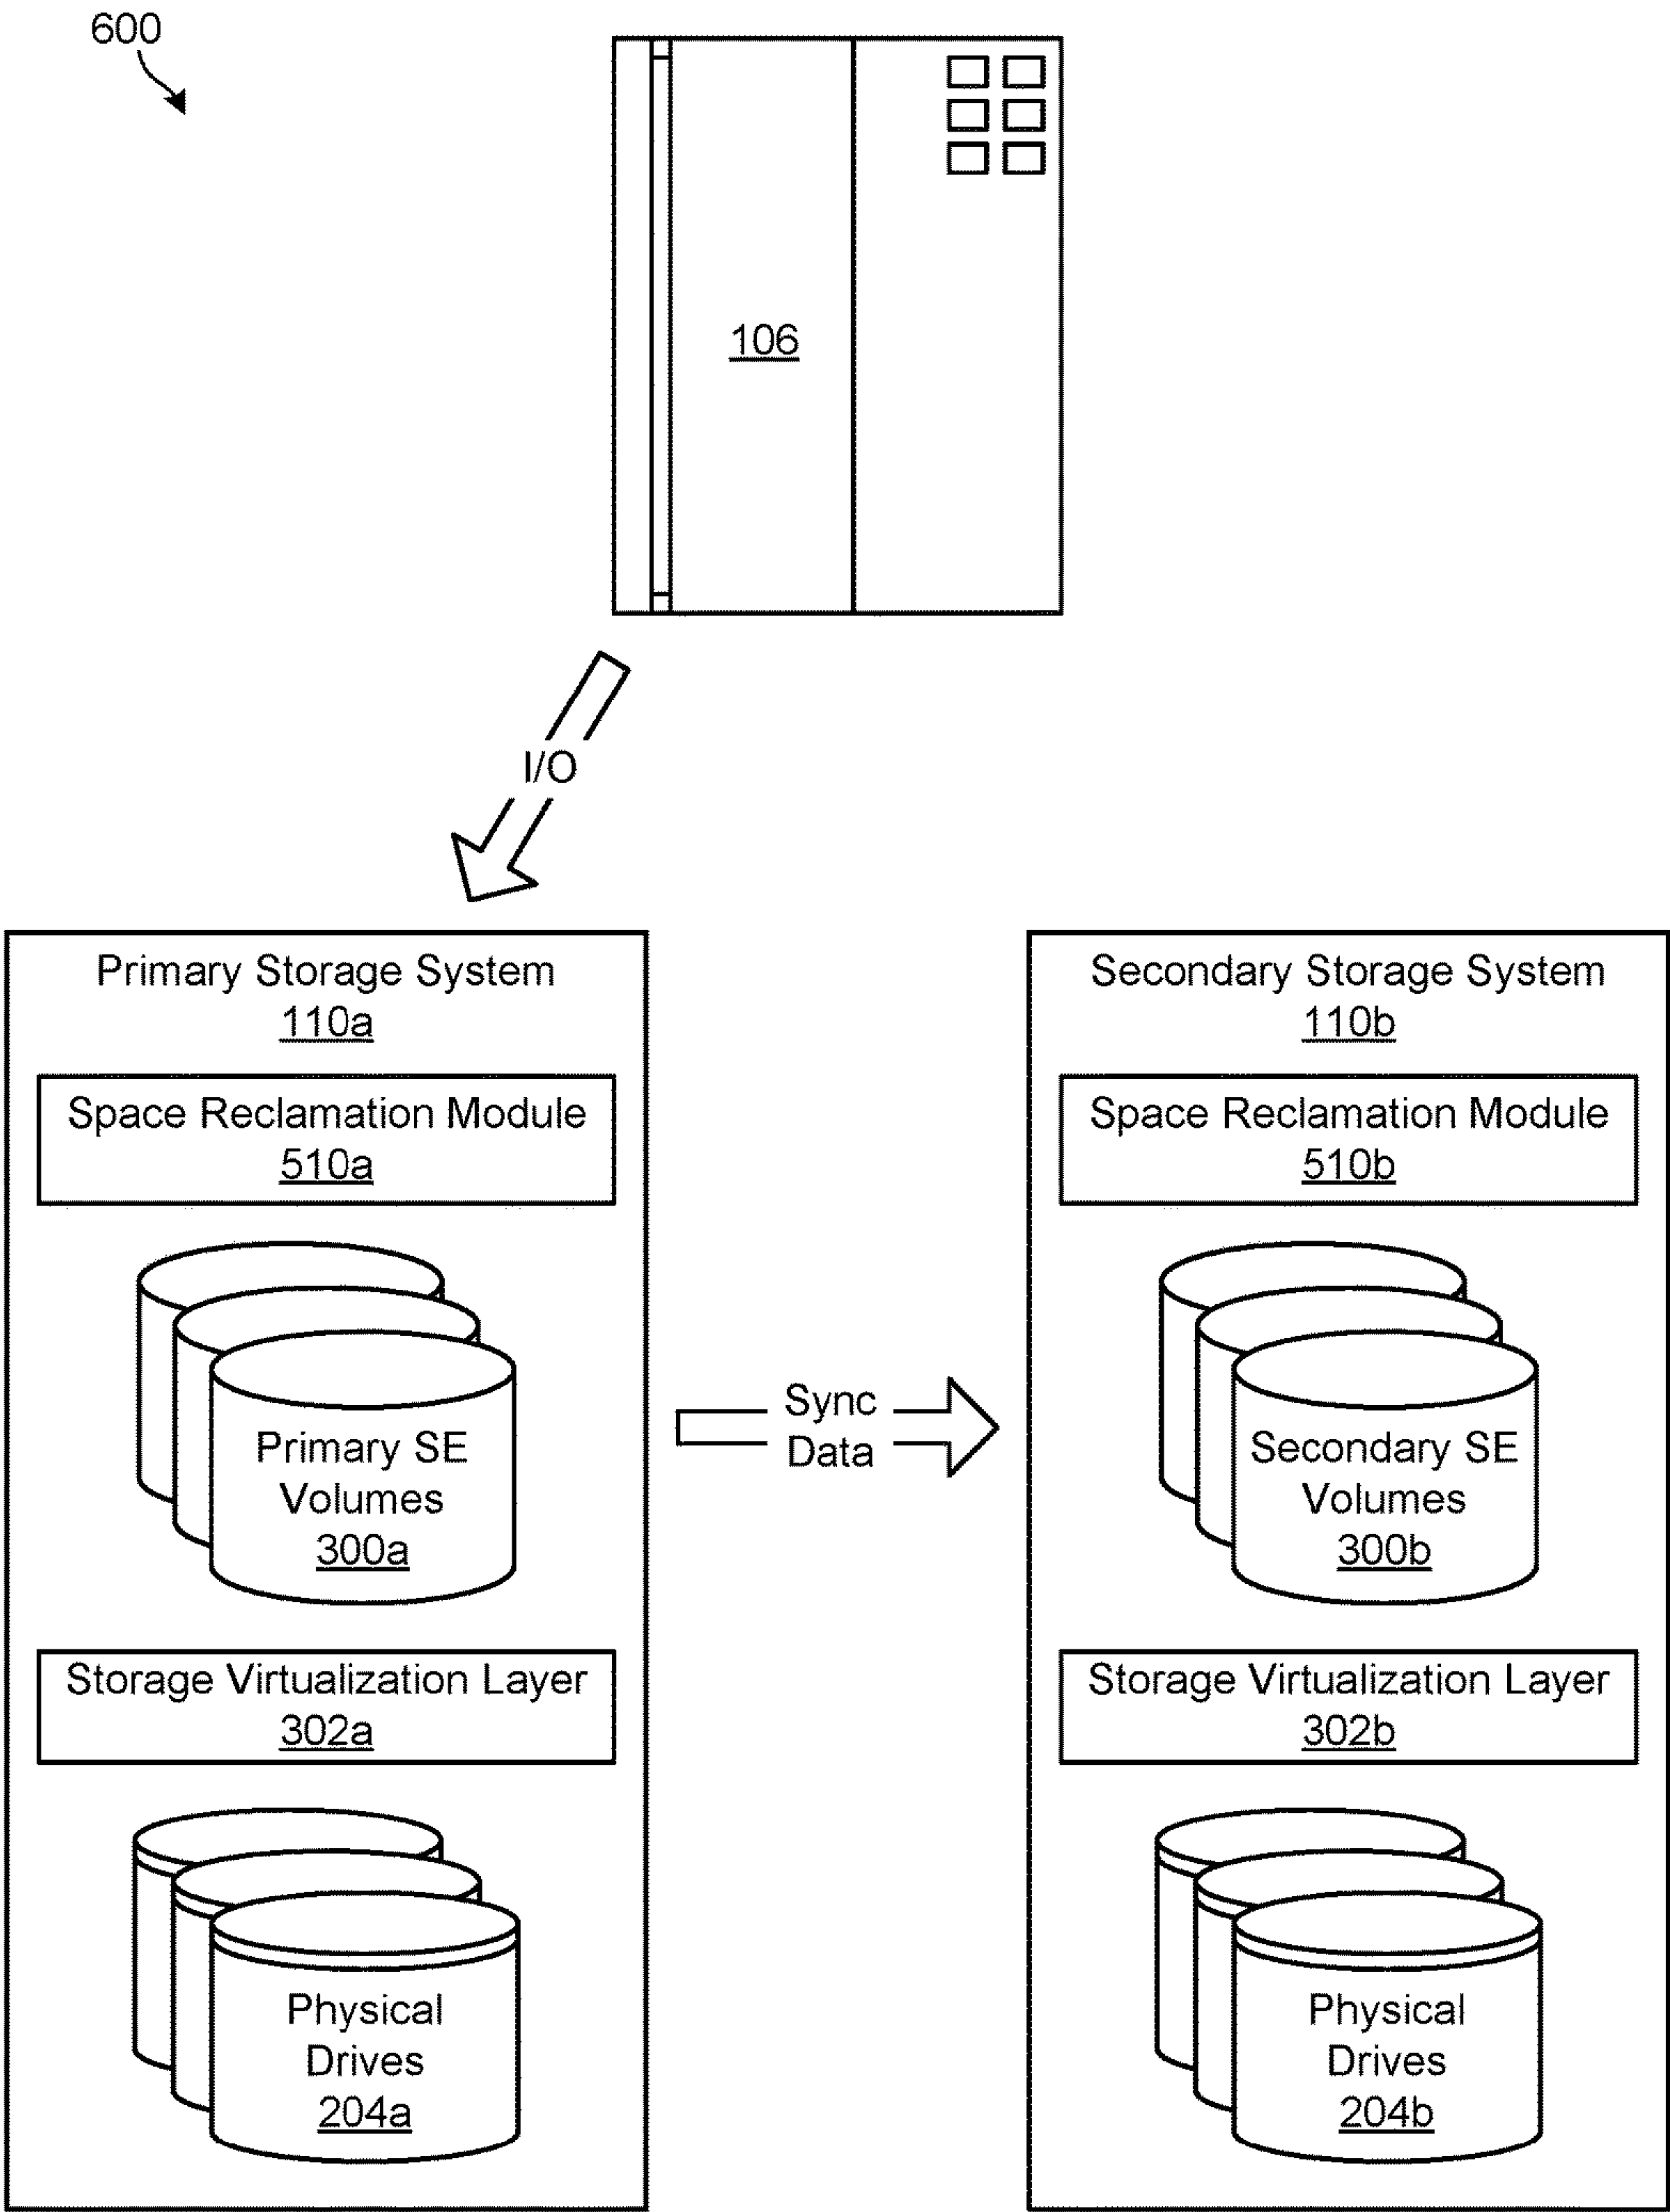 600
106
I/O
Primary Storage System
110a
Space Reclamation Module
510a
Primary SE
Volumes
300a
Storage Virtualization Layer
302a
Physical
Drives
204a
Sync
Data
Secondary Storage System
110b
Space Reclamation Module
510b
Secondary SE
Volumes
300b
Storage Virtualization Layer
302b
Physical
Drives
204b